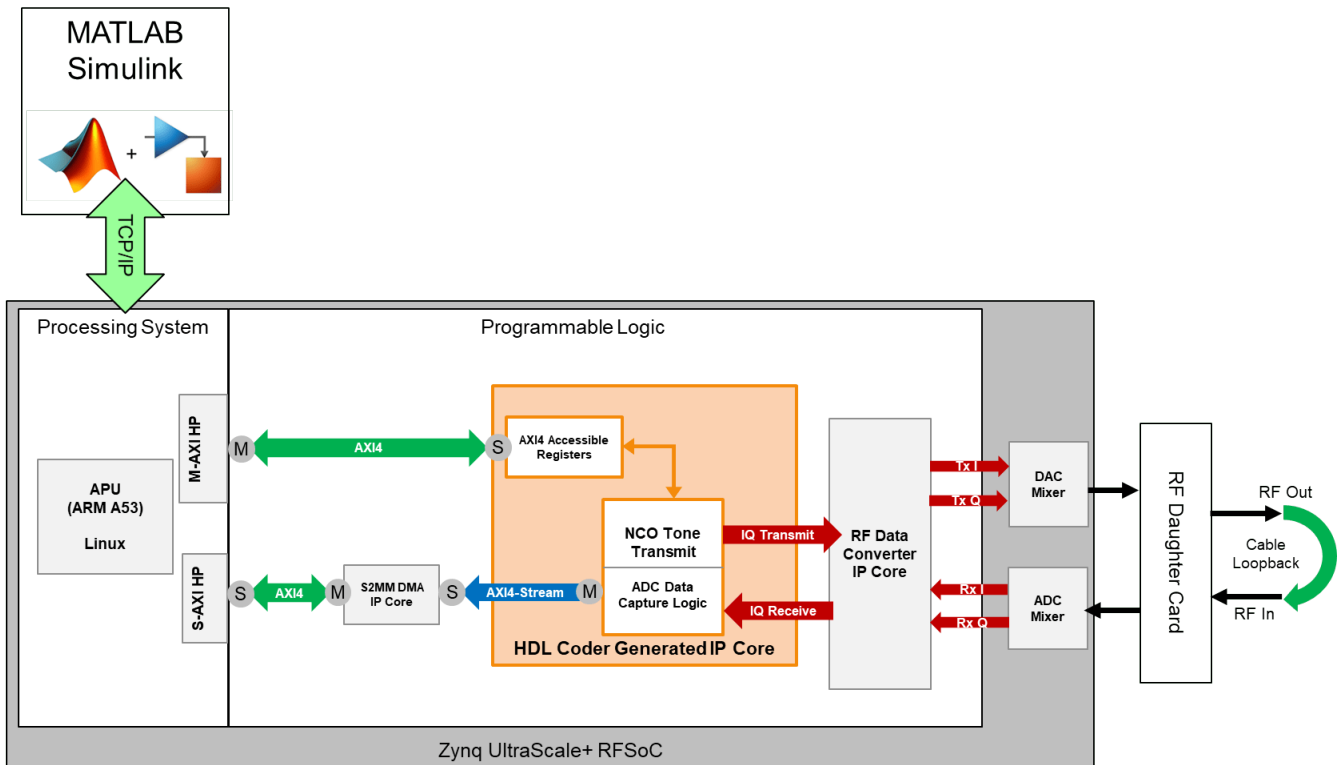 MATLAB
Simulink
+
TCP/IP
Processing System
Programmable Logic
APU
(ARM A53)
Linux
M-AXI HP
M
AXI4
S
AXI4 Accessible
Registers
NCO Tone
Transmit
ADC Data
Capture Logic
HDL Coder Generated IP Core
S-AXI HP
S
AXI4
M
S2MM DMA
IP Core
S
AXI4-Stream
M
IQ Transmit
IQ Receive
RF Data
Converter
IP Core
Tx I
Tx Q
Rx I
Rx Q
DAC
Mixer
ADC
Mixer
RF Daughter Card
RF Out
Cable
Loopback
RF In
Zynq UltraScale+ RFSoC